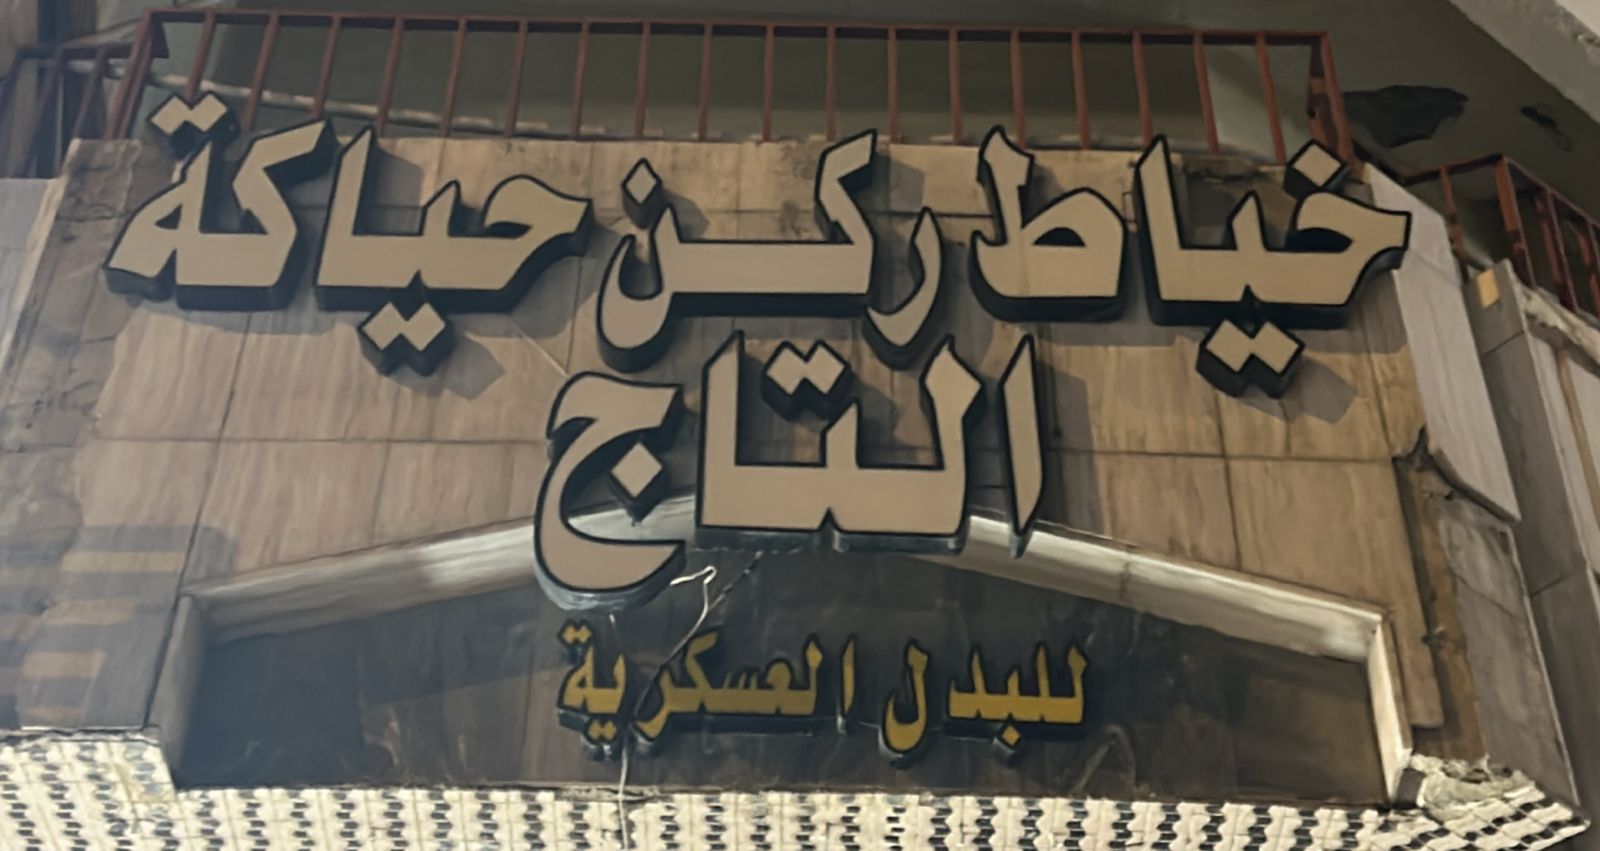 خياط ركن حياكة
التاج
للبدل العسكرية